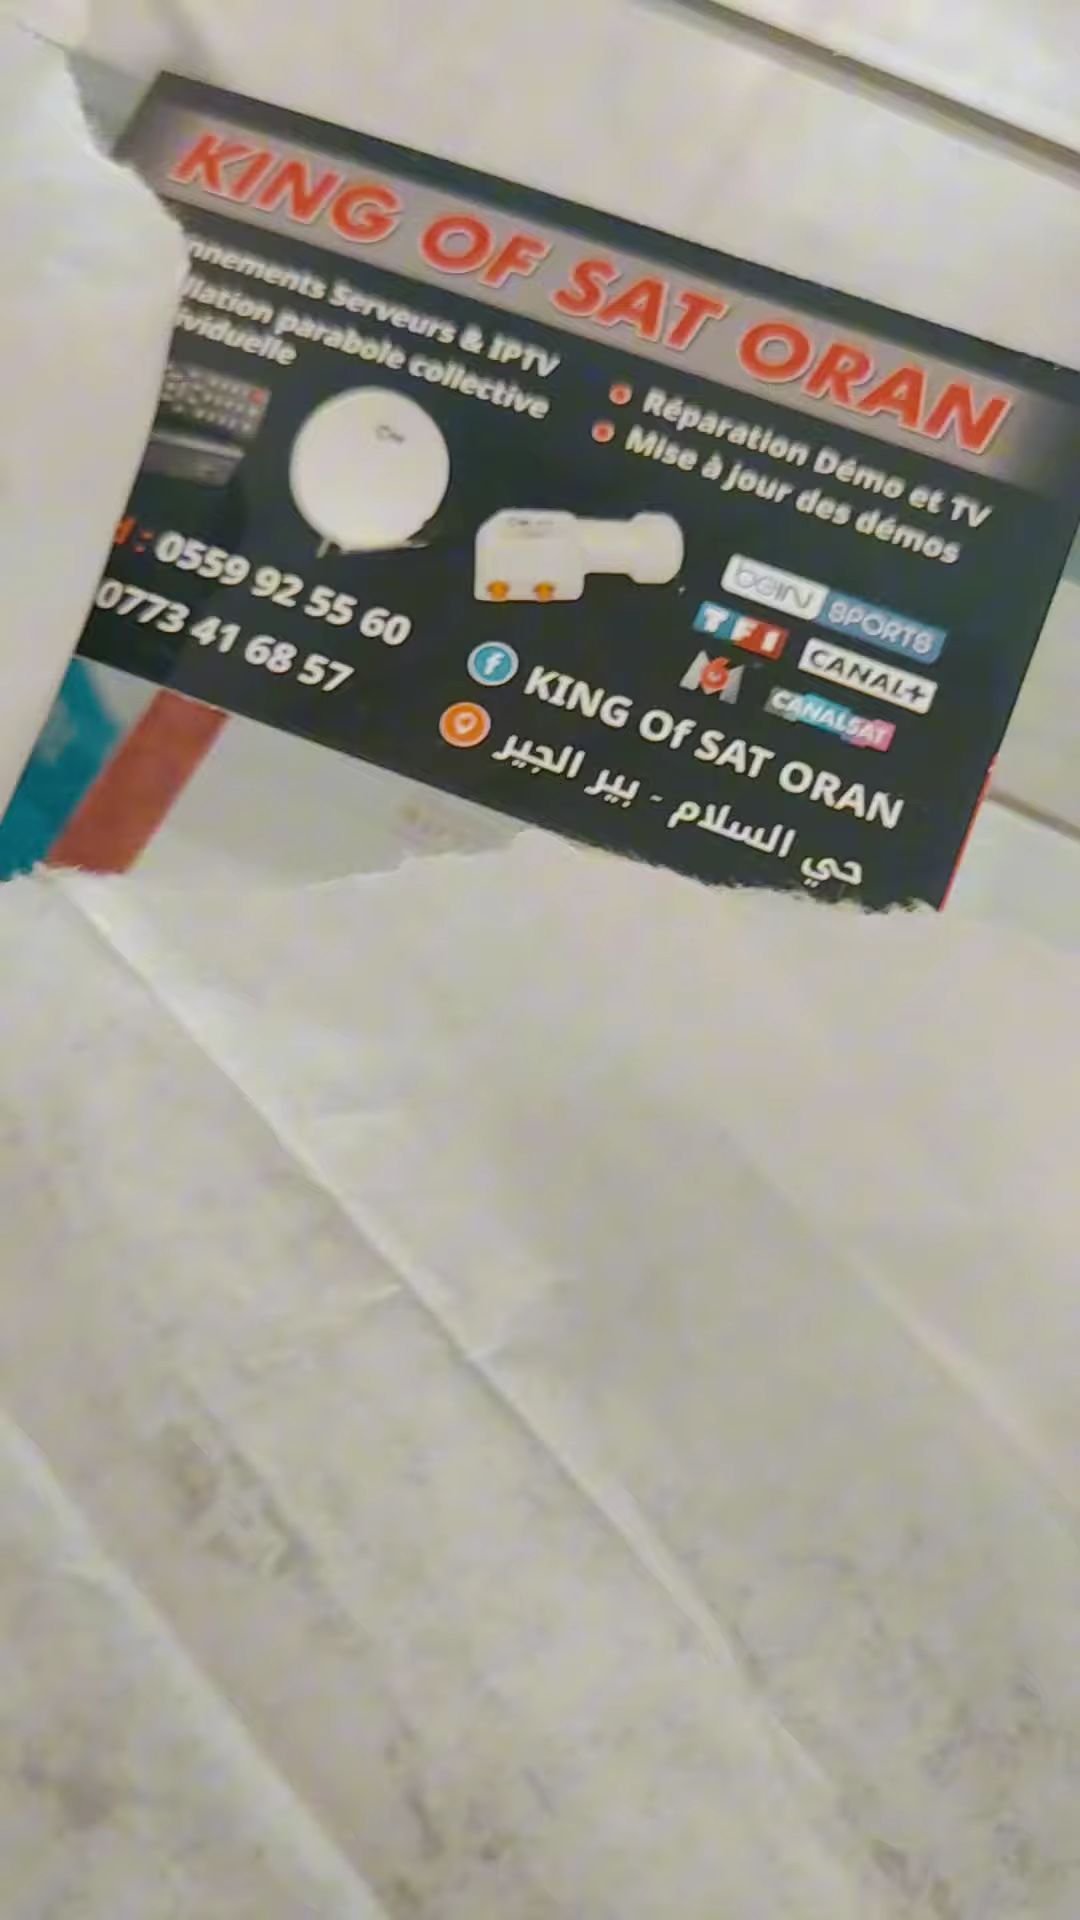 KING OF SAT ORAN
nnements Serveurs & IPTV
llation parabole collective
ividuelle
Réparation Démo et TV
Mise à jour des démos
d : 0559 92 55 60
0773 41 68 57
beIN SPORTS
TF1 CANAL+
M6 CANALSAT
KING Of SAT ORAN
حي السلام - بير الجير